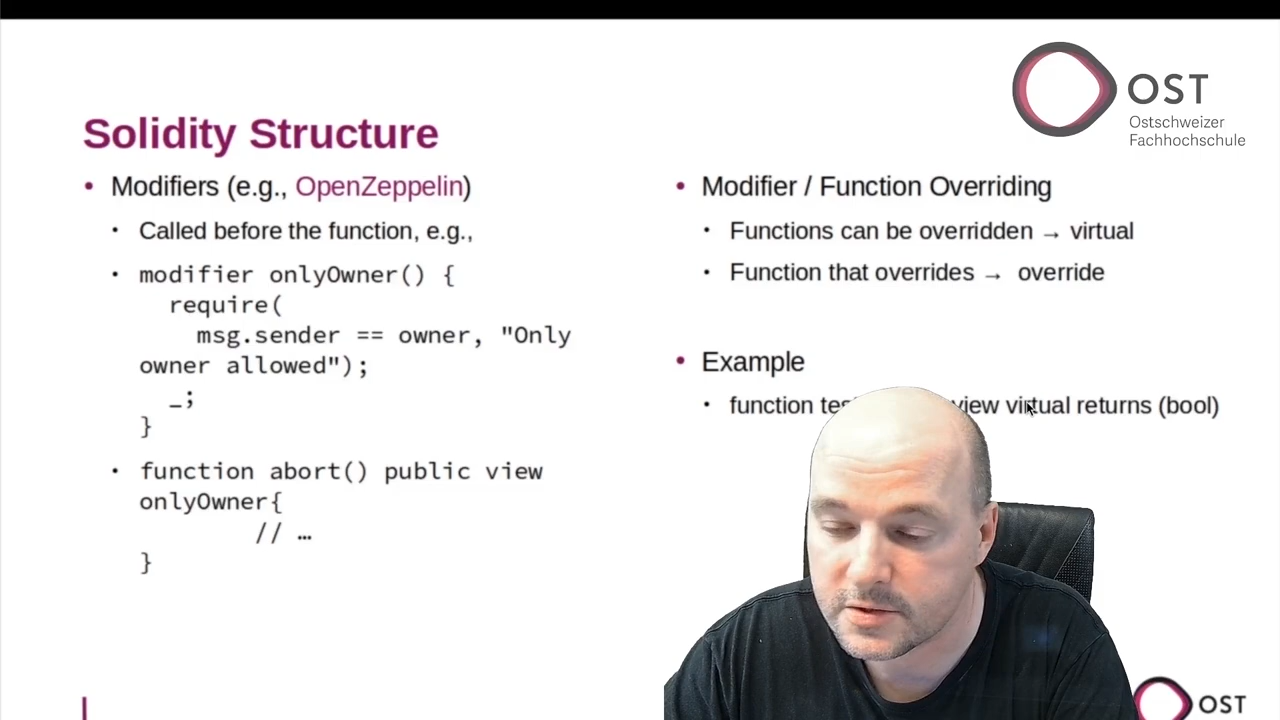 OST
Ostschweizer
Fachhochschule
Solidity Structure
• Modifiers (e.g., OpenZeppelin)
• Called before the function, e.g.,
• modifier onlyOwner() {
require(
msg.sender == owner, "Only
owner allowed");
_;
}
• function abort() public view
onlyOwner{
// …
}
• Modifier / Function Overriding
• Functions can be overridden → virtual
• Function that overrides → override
• Example
• function view virtual returns (bool)
OST